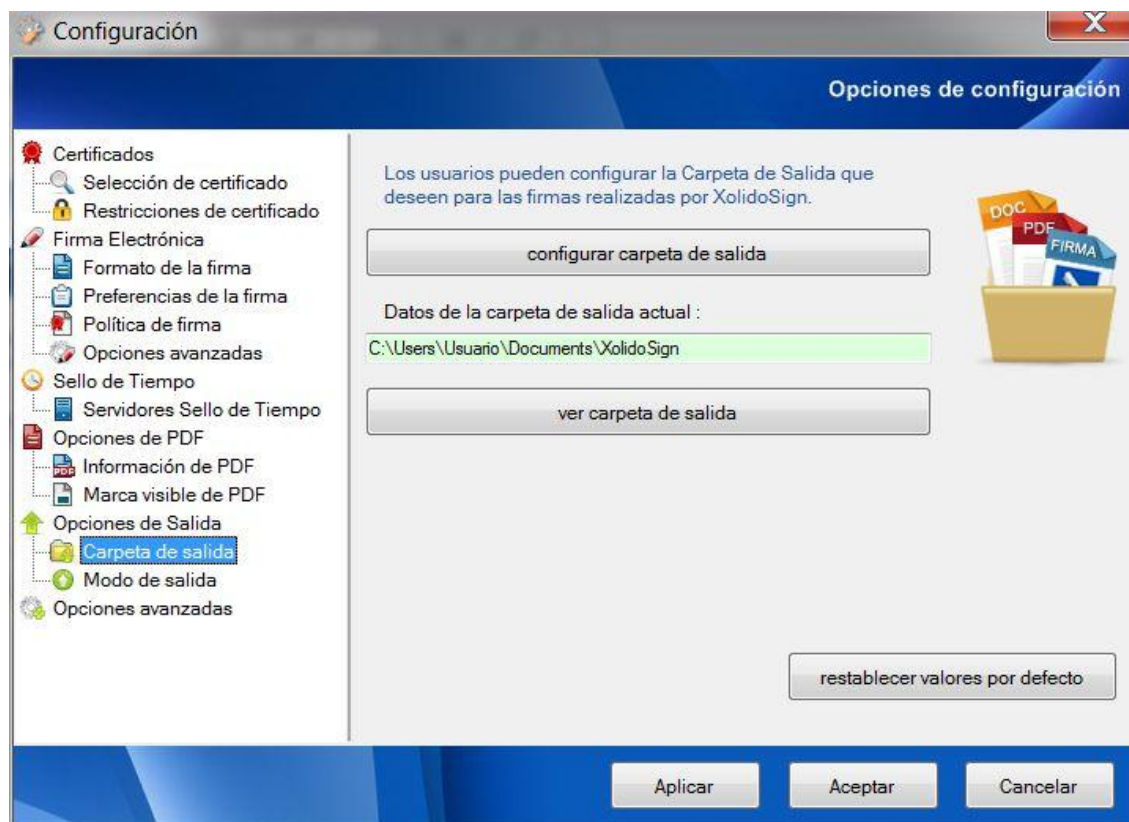 Configuración
X
Opciones de configuración
Certificados
Selección de certificado
Restricciones de certificado
Firma Electrónica
Formato de la firma
Preferencias de la firma
Política de firma
Opciones avanzadas
Sello de Tiempo
Servidores Sello de Tiempo
Opciones de PDF
Información de PDF
Marca visible de PDF
Opciones de Salida
Carpeta de salida
Modo de salida
Opciones avanzadas
Los usuarios pueden configurar la Carpeta de Salida que
deseen para las firmas realizadas por XolidoSign.
configurar carpeta de salida
Datos de la carpeta de salida actual :
C:\Users\Usuario\Documents\XolidoSign
ver carpeta de salida
DOC
PDF
FIRMA
restablecer valores por defecto
Aplicar
Aceptar
Cancelar